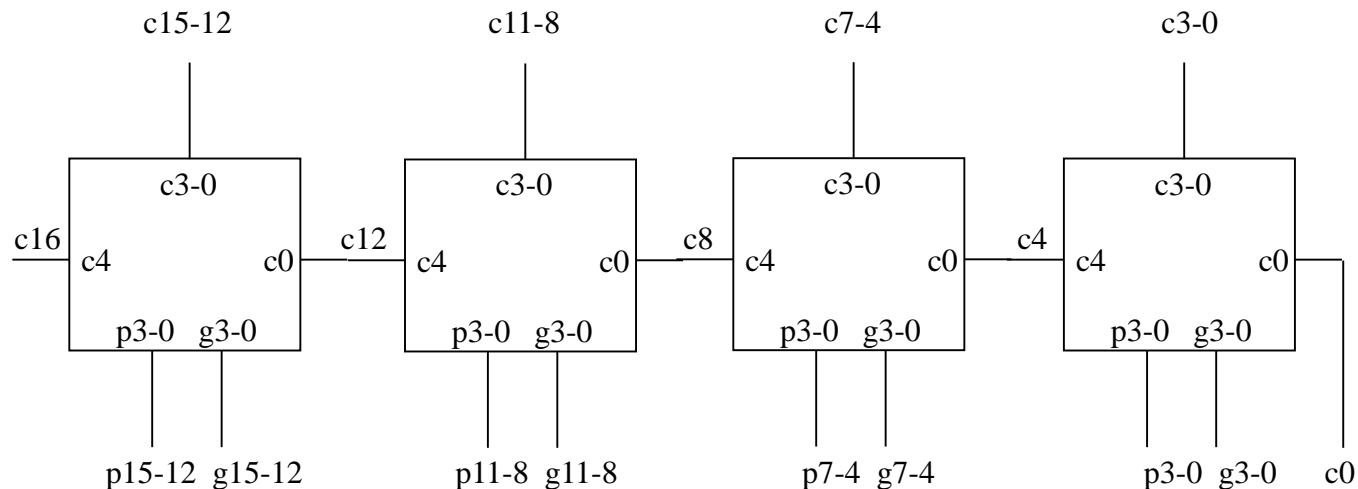 c15-12 c11-8 c7-4 c3-0
c3-0 c3-0 c3-0 c3-0
c16 c12 c8 c4
c4 c0 c4 c0 c4 c0 c4 c0
p3-0 g3-0 p3-0 g3-0 p3-0 g3-0 p3-0 g3-0
p15-12 g15-12 p11-8 g11-8 p7-4 g7-4 p3-0 g3-0 c0